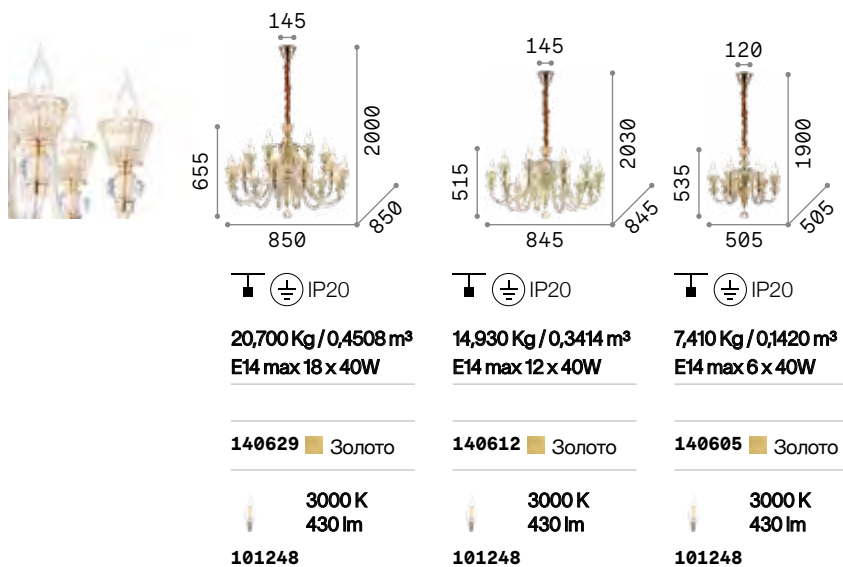 145
2000
655
850
850
145
2030
515
845
845
120
1900
535
505
505
IP20
IP20
IP20
20,700 Kg / 0,4508 m³
E14 max 18 x 40W
14,930 Kg / 0,3414 m³
E14 max 12 x 40W
7,410 Kg / 0,1420 m³
E14 max 6 x 40W
140629 Золото
140612 Золото
140605 Золото
3000 K
430 lm
101248
3000 K
430 lm
101248
3000 K
430 lm
101248